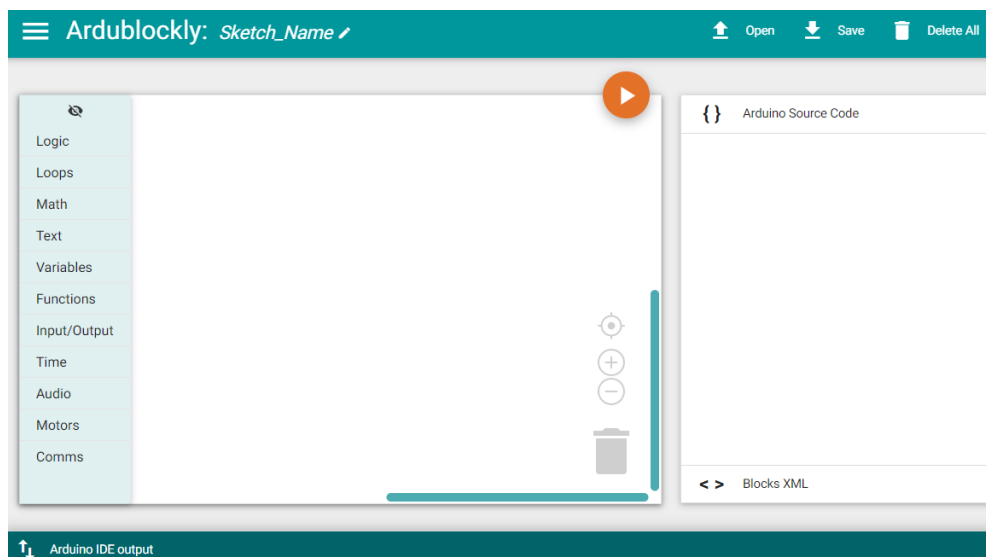 Ardublockly: Sketch_Name
Open
Save
Delete All
Logic
Loops
Math
Text
Variables
Functions
Input/Output
Time
Audio
Motors
Comms
{ } Arduino Source Code
< > Blocks XML
Arduino IDE output